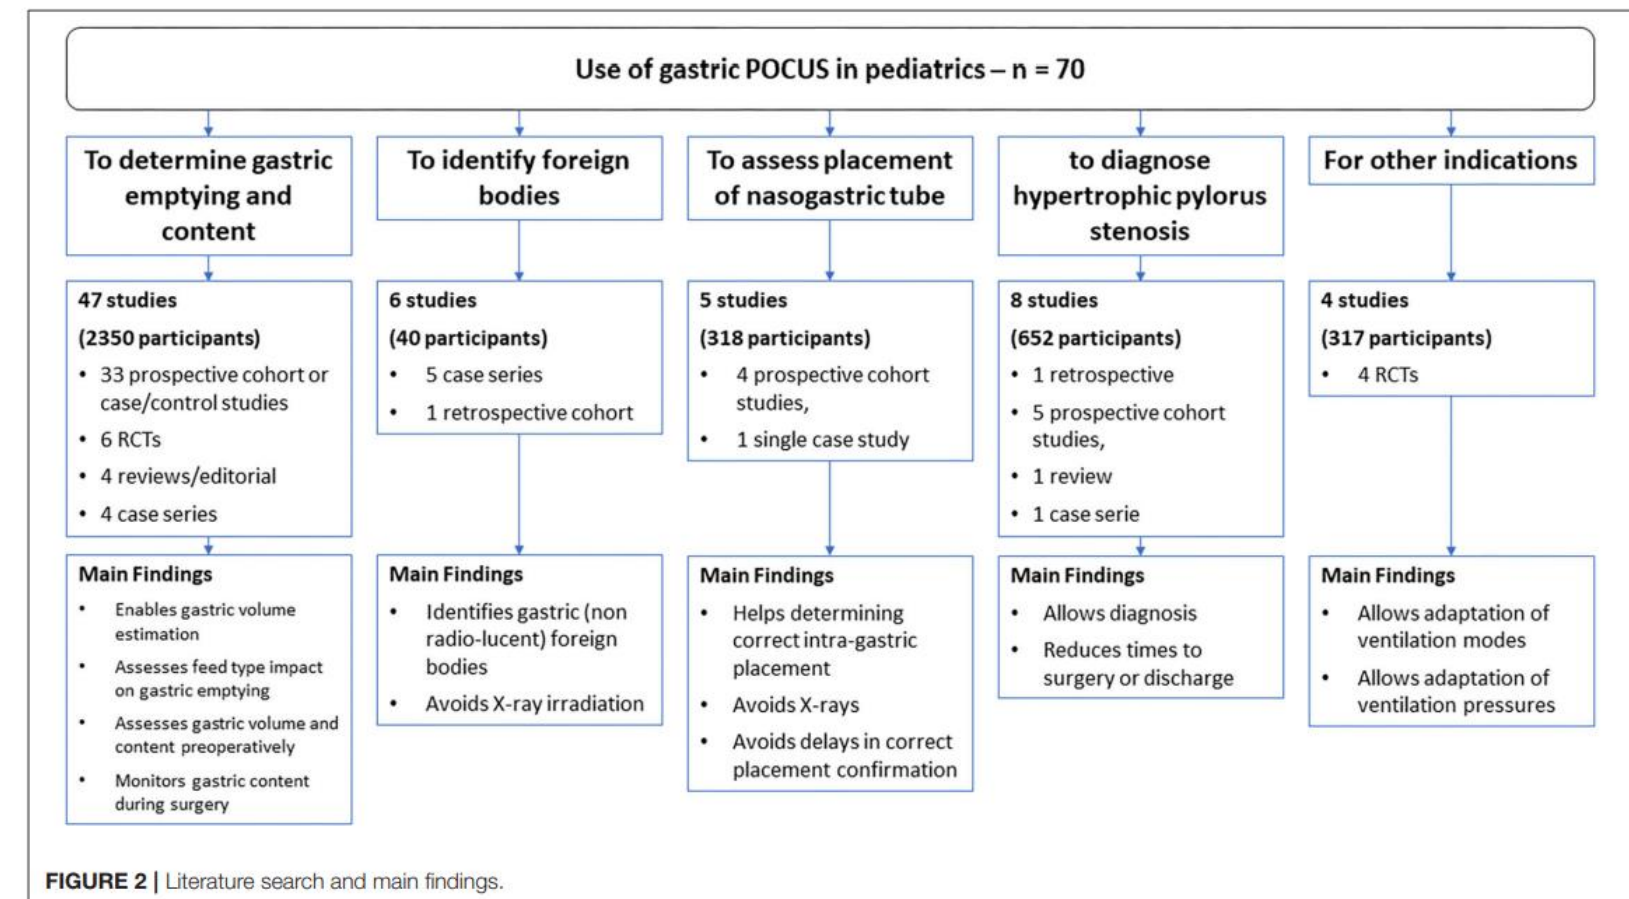 Use of gastric POCUS in pediatrics – n = 70
To determine gastric
emptying and
content
47 studies
(2350 participants)
• 33 prospective cohort or
case/control studies
• 6 RCTs
• 4 reviews/editorial
• 4 case series
Main Findings
• Enables gastric volume
estimation
• Assesses feed type impact
on gastric emptying
• Assesses gastric volume and
content preoperatively
• Monitors gastric content
during surgery
To identify foreign
bodies
6 studies
(40 participants)
• 5 case series
• 1 retrospective cohort
Main Findings
• Identifies gastric (non
radio-lucent) foreign
bodies
• Avoids X-ray irradiation
To assess placement
of nasogastric tube
5 studies
(318 participants)
• 4 prospective cohort
studies,
• 1 single case study
Main Findings
• Helps determining
correct intra-gastric
placement
• Avoids X-rays
• Avoids delays in correct
placement confirmation
to diagnose
hypertrophic pylorus
stenosis
8 studies
(652 participants)
• 1 retrospective
• 5 prospective cohort
studies,
• 1 review
• 1 case serie
Main Findings
• Allows diagnosis
• Reduces times to
surgery or discharge
For other indications
4 studies
(317 participants)
• 4 RCTs
Main Findings
• Allows adaptation of
ventilation modes
• Allows adaptation of
ventilation pressures
FIGURE 2 | Literature search and main findings.